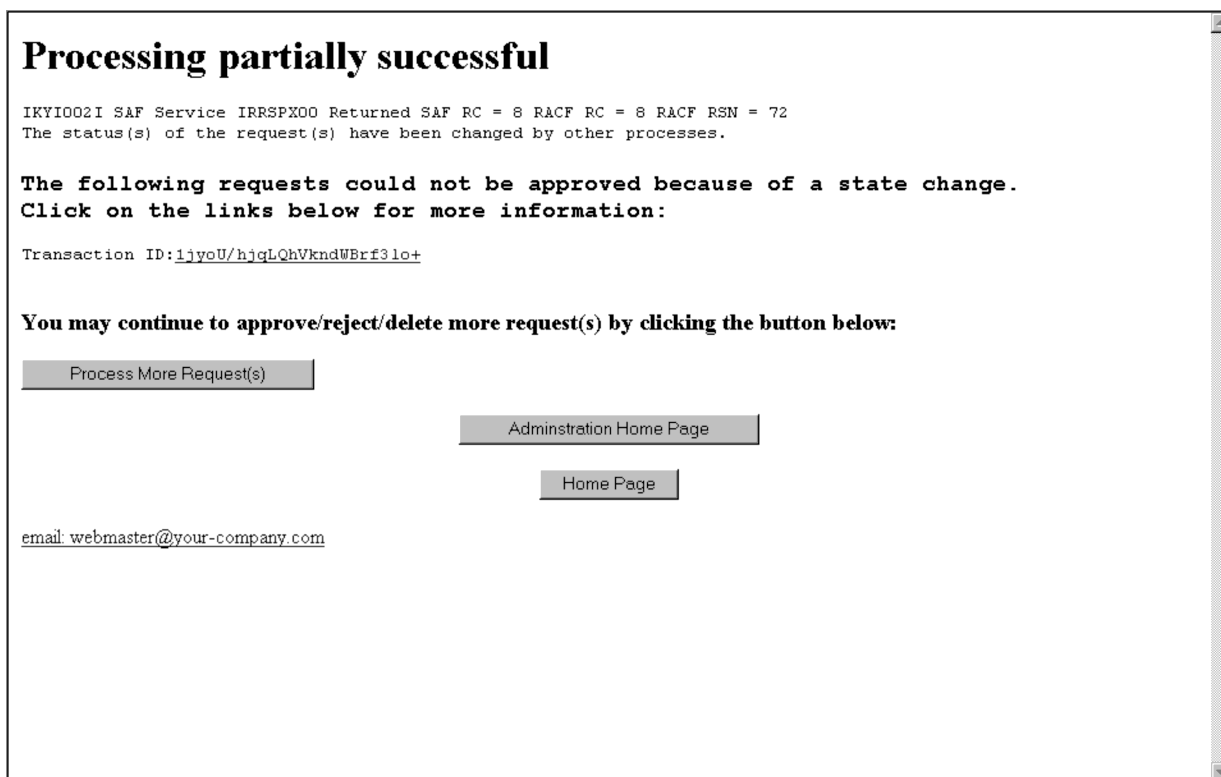 Processing partially successful
IKYI002I SAF Service IRRSPX00 Returned SAF RC = 8 RACF RC = 8 RACF RSN = 72
The status(s) of the request(s) have been changed by other processes.
The following requests could not be approved because of a state change.
Click on the links below for more information:
Transaction ID:1jyoU/hjqLQhVkndWBrf3lo+
You may continue to approve/reject/delete more request(s) by clicking the button below:
Process More Request(s)
Adminstration Home Page
Home Page
email: webmaster@your-company.com